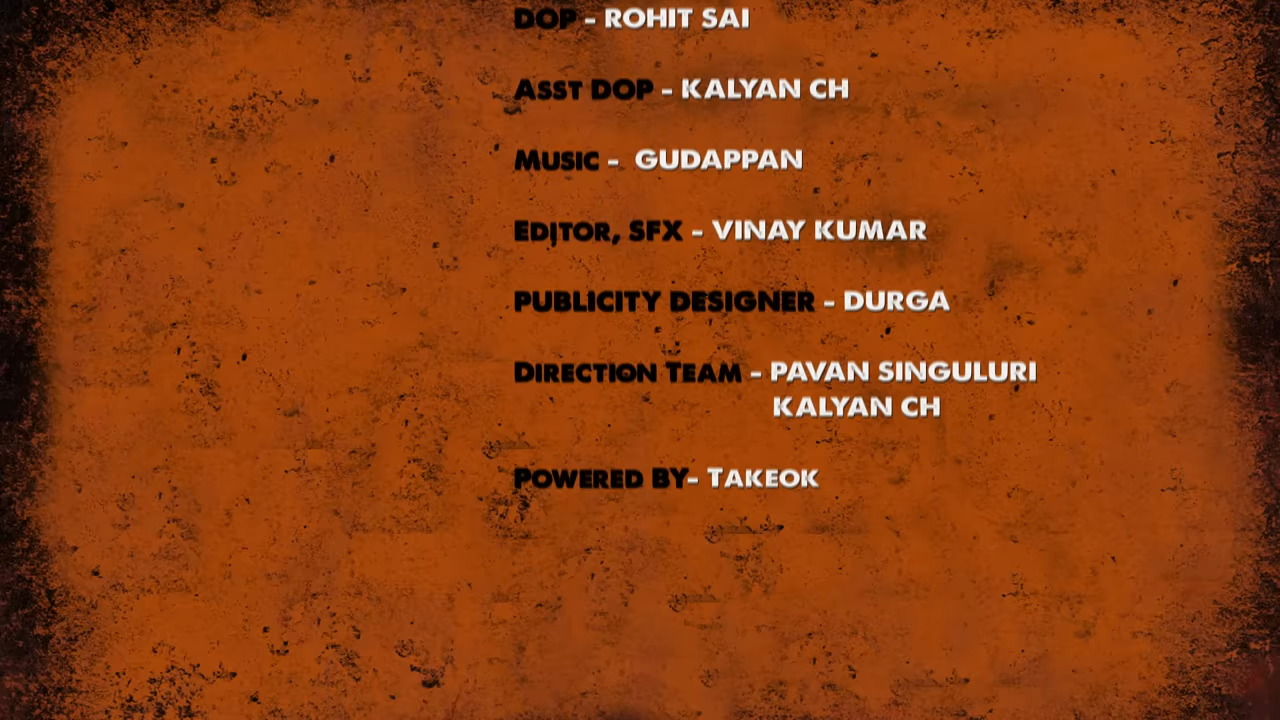 DOP - ROHIT SAI
ASST DOP - KALYAN CH
MUSIC - GUDAPPAN
EDITOR, SFX - VINAY KUMAR
PUBLICITY DESIGNER - DURGA
DIRECTION TEAM - PAVAN SINGULURI
KALYAN CH
POWERED BY- TAKEOK